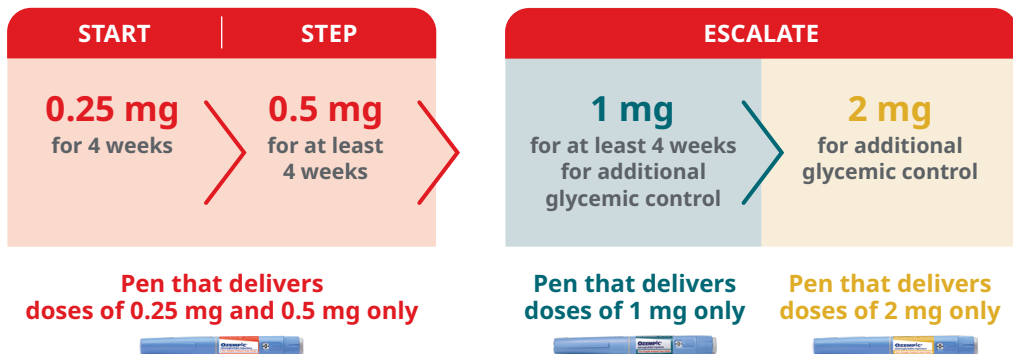 START
STEP
ESCALATE
0.25 mg
for 4 weeks
0.5 mg
for at least
4 weeks
1 mg
for at least 4 weeks
for additional
glycemic control
2 mg
for additional
glycemic control
Pen that delivers
doses of 0.25 mg and 0.5 mg only
Pen that delivers
doses of 1 mg only
Pen that delivers
doses of 2 mg only
OZEMPIC
OZEMPIC
OZEMPIC